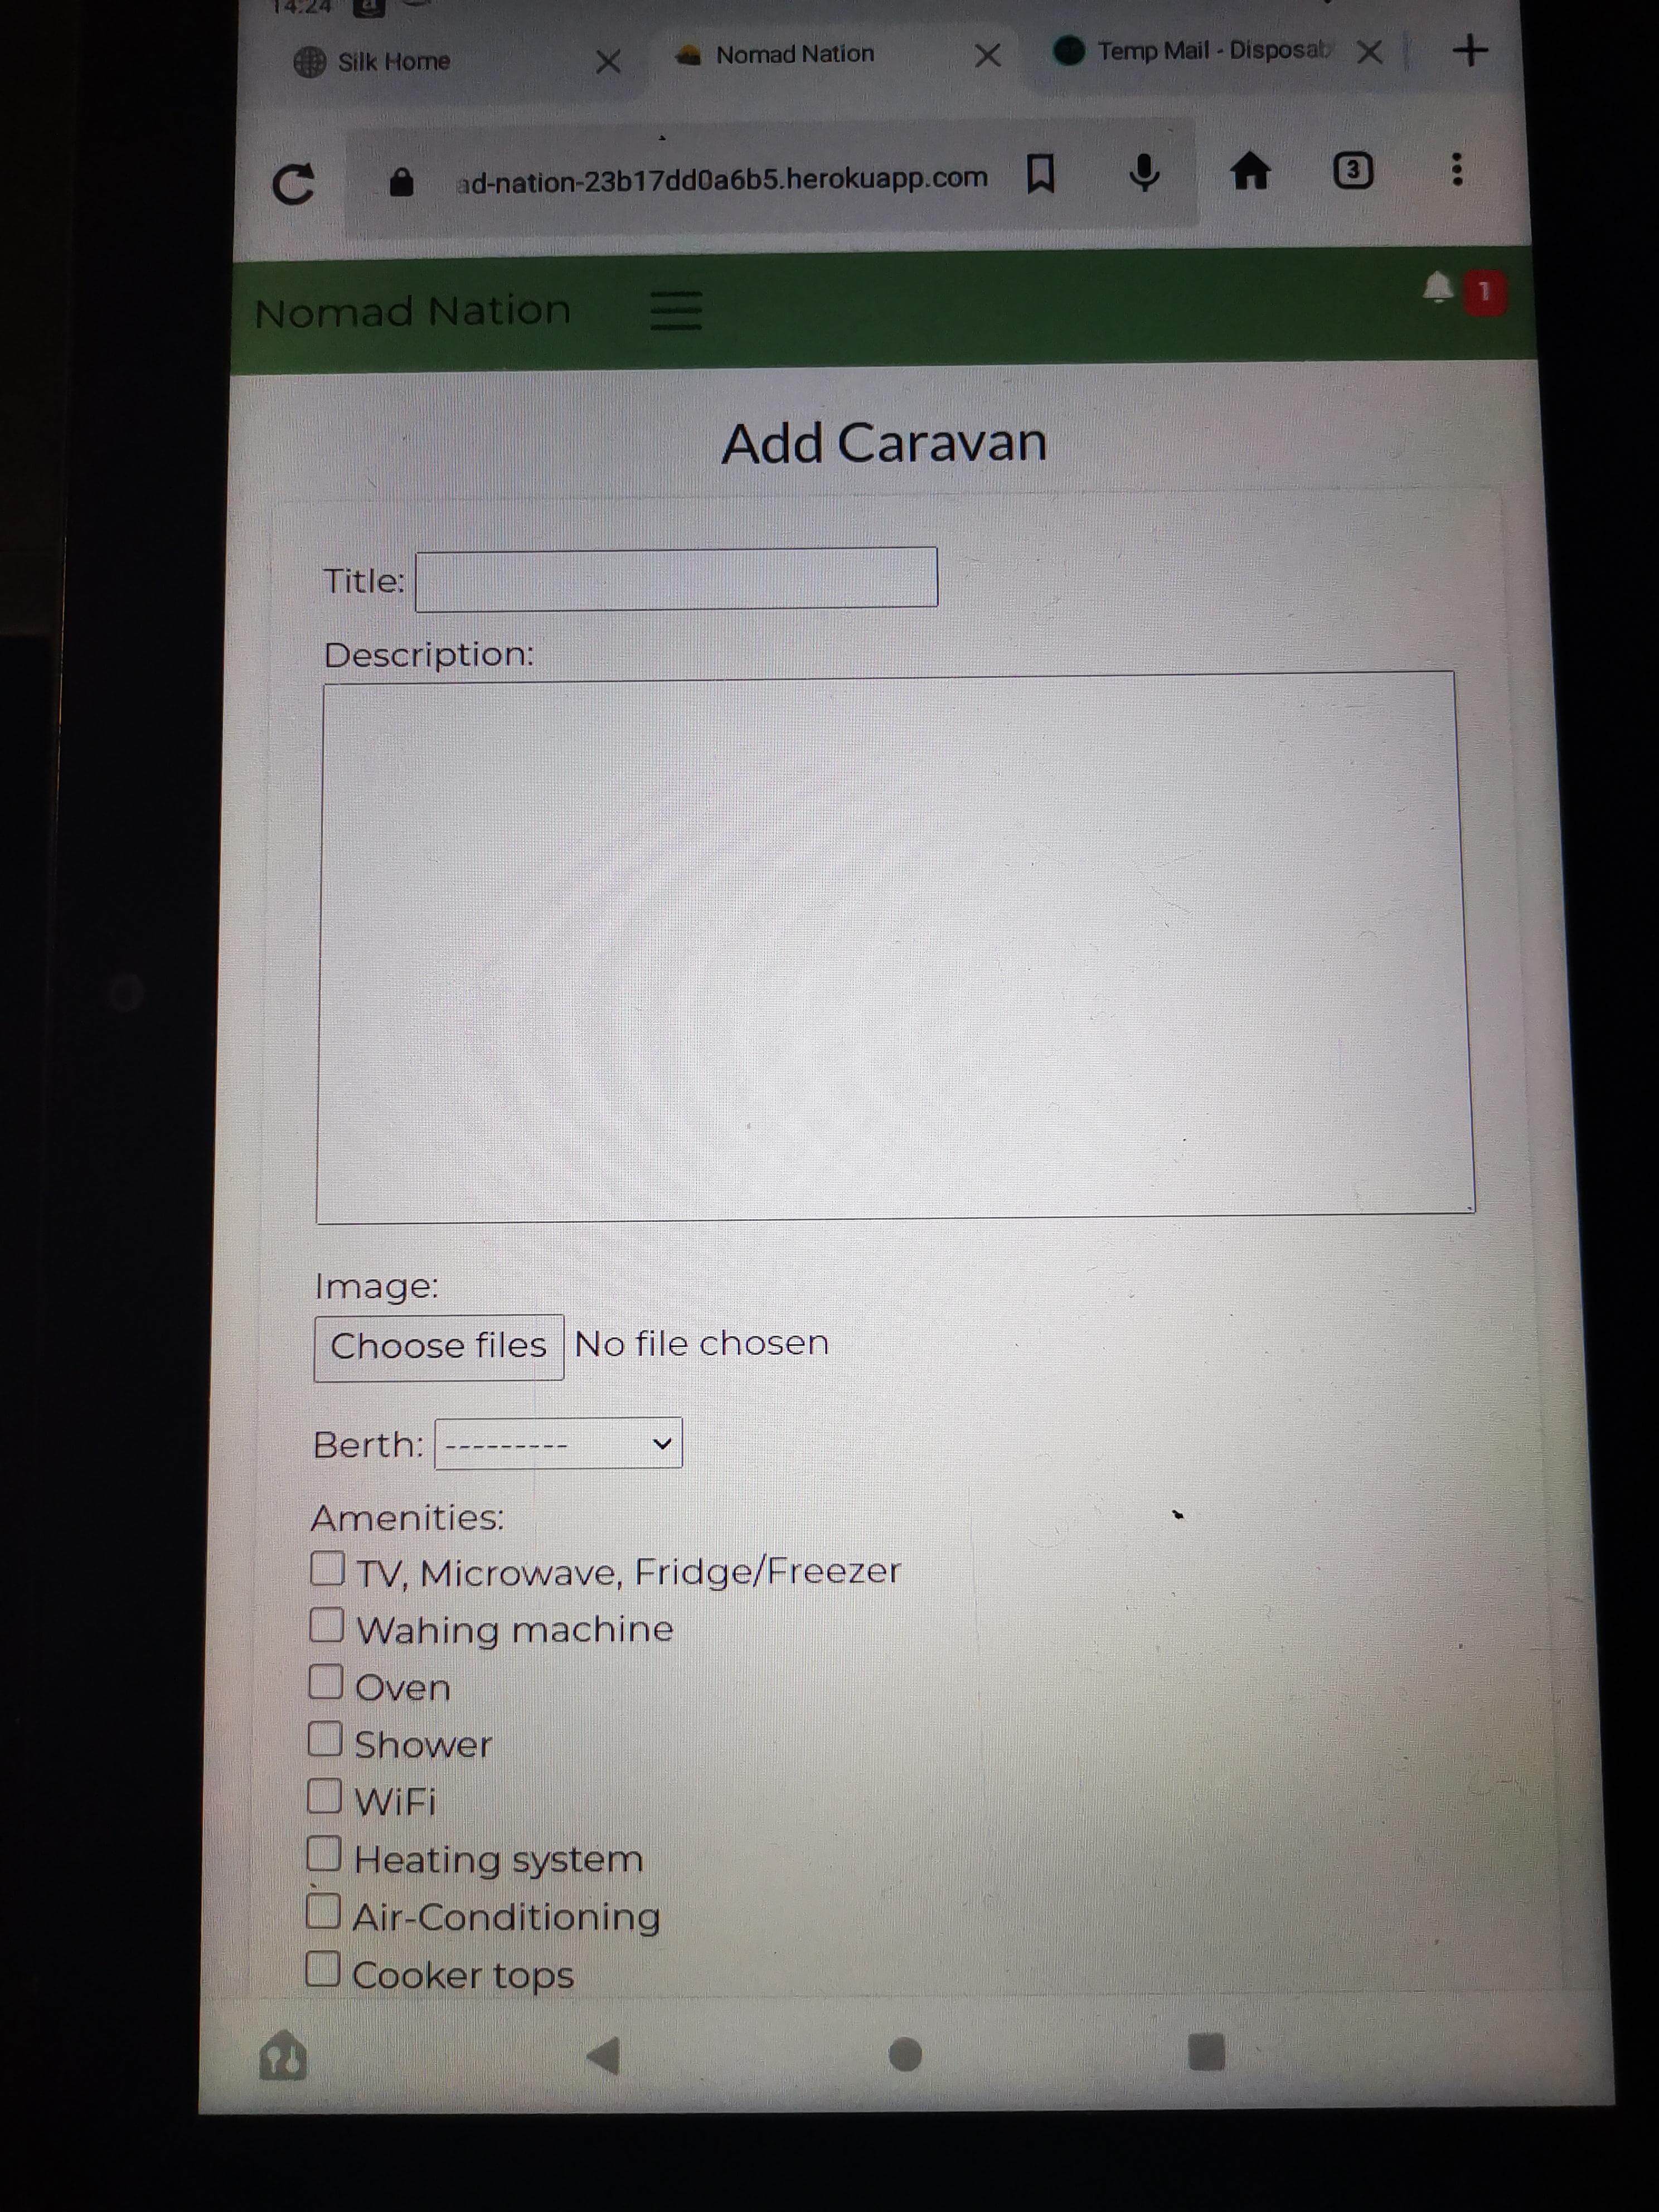 14:24
Silk Home
Nomad Nation
Temp Mail - Disposab
ad-nation-23b17dd0a6b5.herokuapp.com
3
Nomad Nation
1
Add Caravan
Title:
Description:
Image:
Choose files No file chosen
Berth: ---------
Amenities:
TV, Microwave, Fridge/Freezer
Wahing machine
Oven
Shower
WiFi
Heating system
Air-Conditioning
Cooker tops